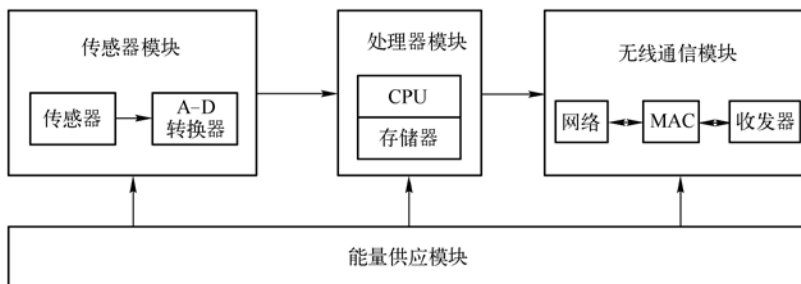 传感器模块
传感器
A-D
转换器
处理器模块
CPU
存储器
无线通信模块
网络
MAC
收发器
能量供应模块